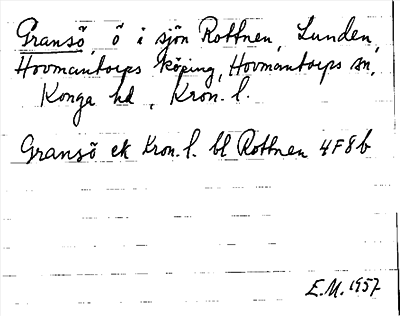 Gransö, ö i sjön Rottnen, Lunden,
Hovmantorps köping, Hovmantorps sn,
Konga hd, Kron. l.
Gransö ek Kron. l. bl Rottnen 4F8b
E.M. 1957